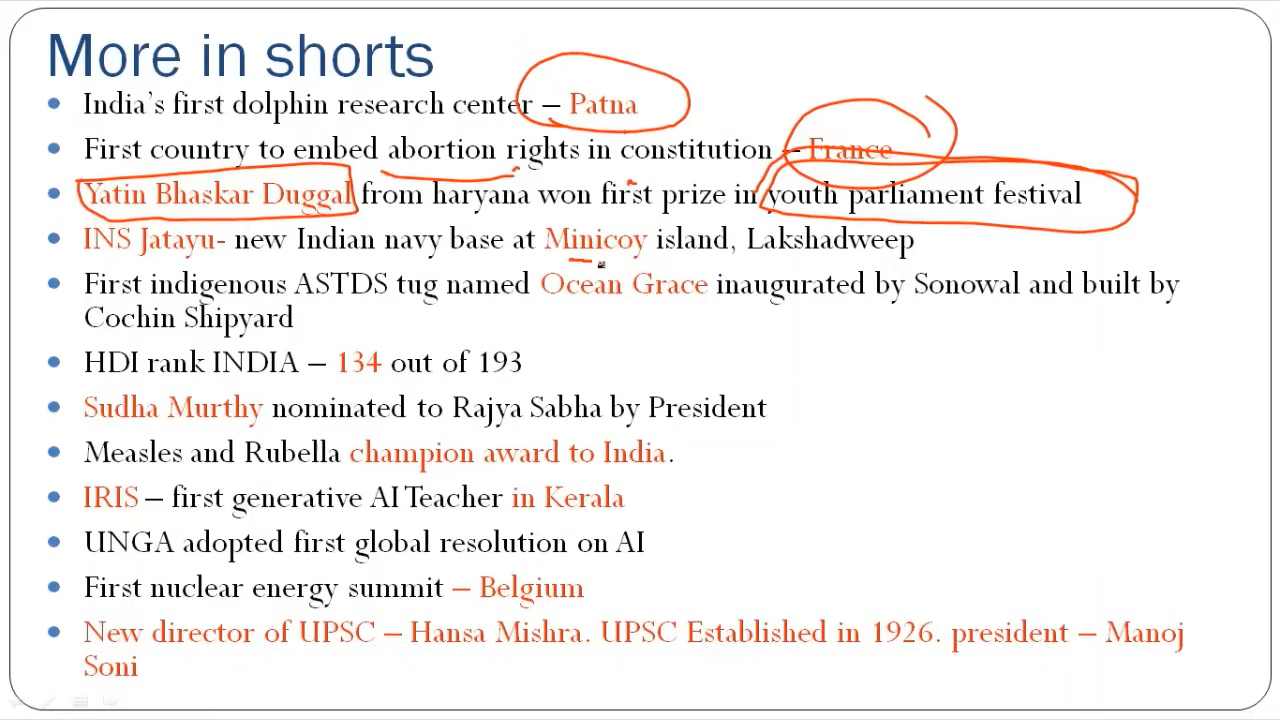 More in shorts
India's first dolphin research center – Patna
First country to embed abortion rights in constitution – France
Yatin Bhaskar Duggal from haryana won first prize in youth parliament festival
INS Jatayu- new Indian navy base at Minicoy island, Lakshadweep
First indigenous ASTDS tug named Ocean Grace inaugurated by Sonowal and built by
Cochin Shipyard
HDI rank INDIA – 134 out of 193
Sudha Murthy nominated to Rajya Sabha by President
Measles and Rubella champion award to India.
IRIS – first generative AI Teacher in Kerala
UNGA adopted first global resolution on AI
First nuclear energy summit – Belgium
New director of UPSC – Hansa Mishra. UPSC Established in 1926. president – Manoj
Soni